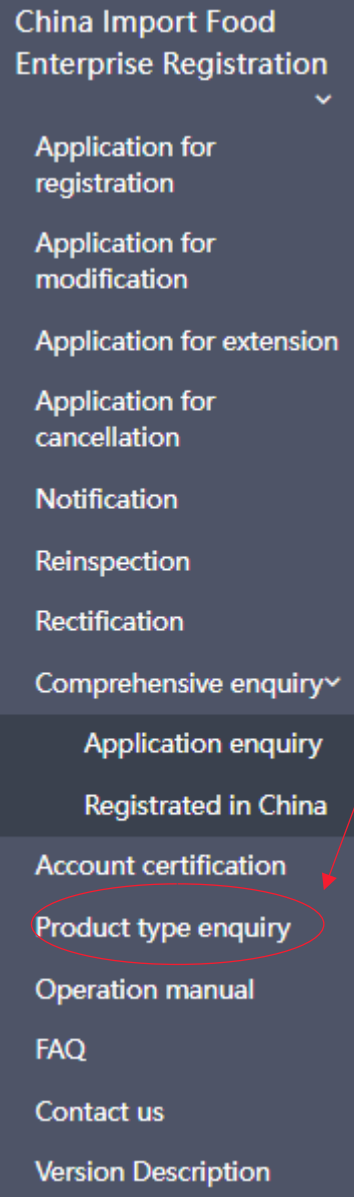 China Import Food
Enterprise Registration
Application for
registration
Application for
modification
Application for extension
Application for
cancellation
Notification
Reinspection
Rectification
Comprehensive enquiry
Application enquiry
Registrated in China
Account certification
Product type enquiry
Operation manual
FAQ
Contact us
Version Description